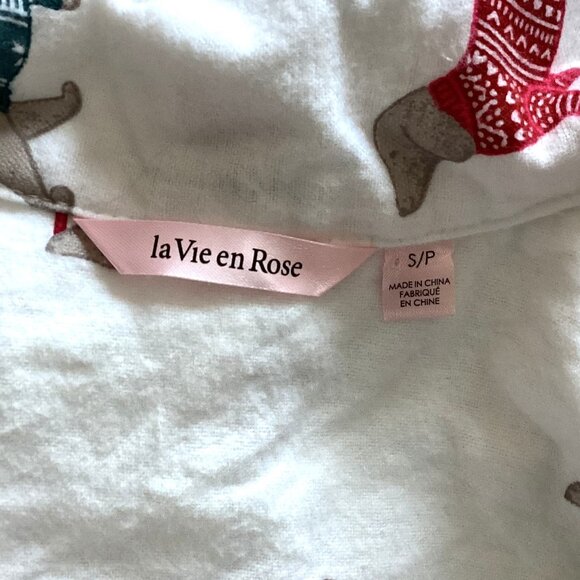 la Vie en Rose
S/P
MADE IN CHINA
FABRIQUÉ
EN CHINE